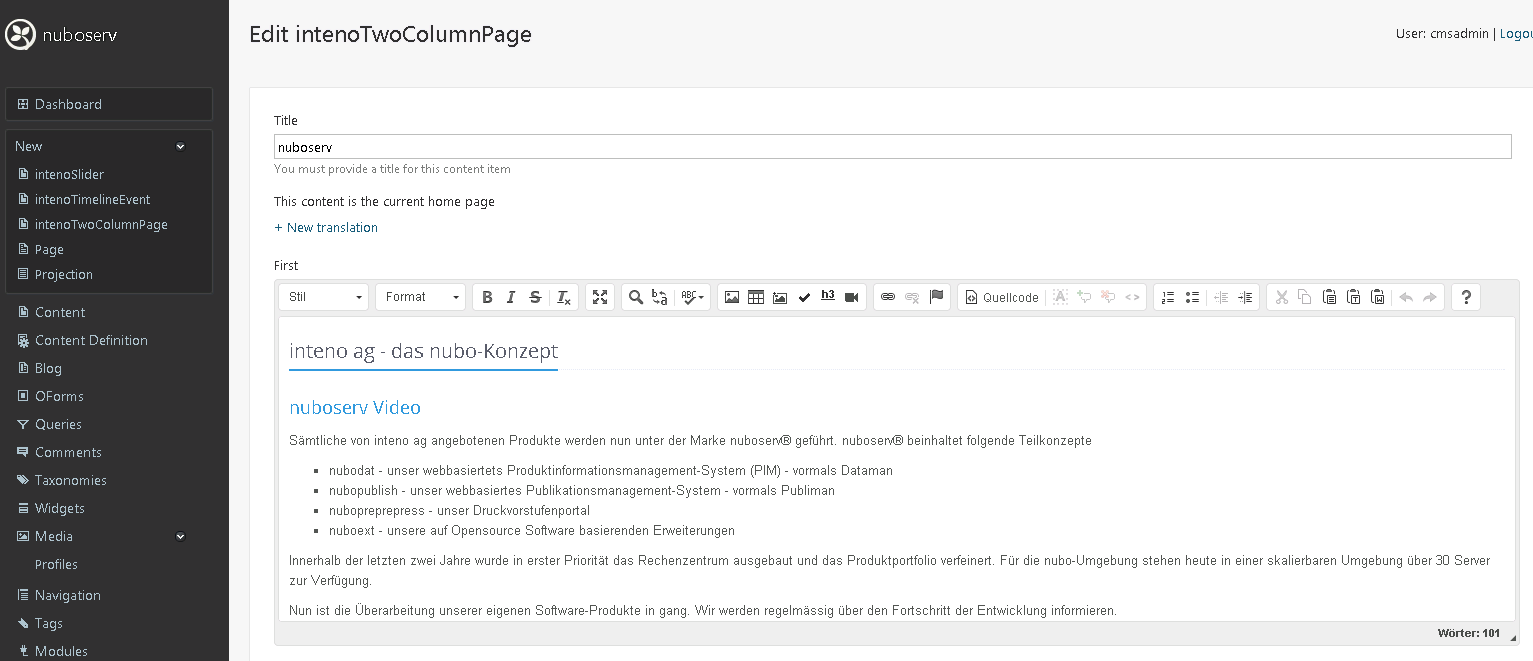 nuboserv
Edit intenoTwoColumnPage
User: cmsadmin | Logou
Dashboard
New
intenoSlider
intenoTimelineEvent
intenoTwoColumnPage
Page
Projection
Content
Content Definition
Blog
OForms
Queries
Comments
Taxonomies
Widgets
Media
Profiles
Navigation
Tags
Modules
Title
nuboserv
You must provide a title for this content item
This content is the current home page
+ New translation
First
Stil Format B I S Tx ABC h3 Quellcode A ?
inteno ag - das nubo-Konzept
nuboserv Video
Sämtliche von inteno ag angebotenen Produkte werden nun unter der Marke nuboserv® geführt. nuboserv® beinhaltet folgende Teilkonzepte
nubodat - unser webbasiertets Produktinformationsmanagement-System (PIM) - vormals Dataman
nubopublish - unser webbasiertes Publikationsmanagement-System - vormals Publiman
nubopreprepress - unser Druckvorstufenportal
nuboext - unsere auf Opensource Software basierenden Erweiterungen
Innerhalb der letzten zwei Jahre wurde in erster Priorität das Rechenzentrum ausgebaut und das Produktportfolio verfeinert. Für die nubo-Umgebung stehen heute in einer skalierbaren Umgebung über 30 Server
zur Verfügung.
Nun ist die Überarbeitung unserer eigenen Software-Produkte in gang. Wir werden regelmässig über den Fortschritt der Entwicklung informieren.
Wörter: 101